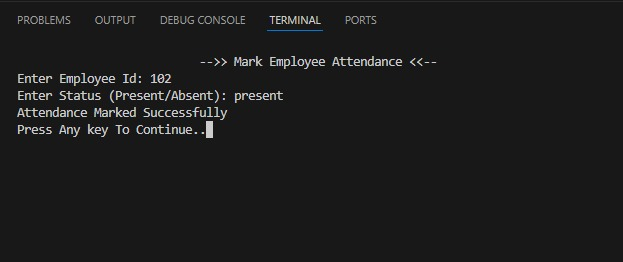 PROBLEMS OUTPUT DEBUG CONSOLE TERMINAL PORTS
-->> Mark Employee Attendance <<--
Enter Employee Id: 102
Enter Status (Present/Absent): present
Attendance Marked Successfully
Press Any key To Continue..